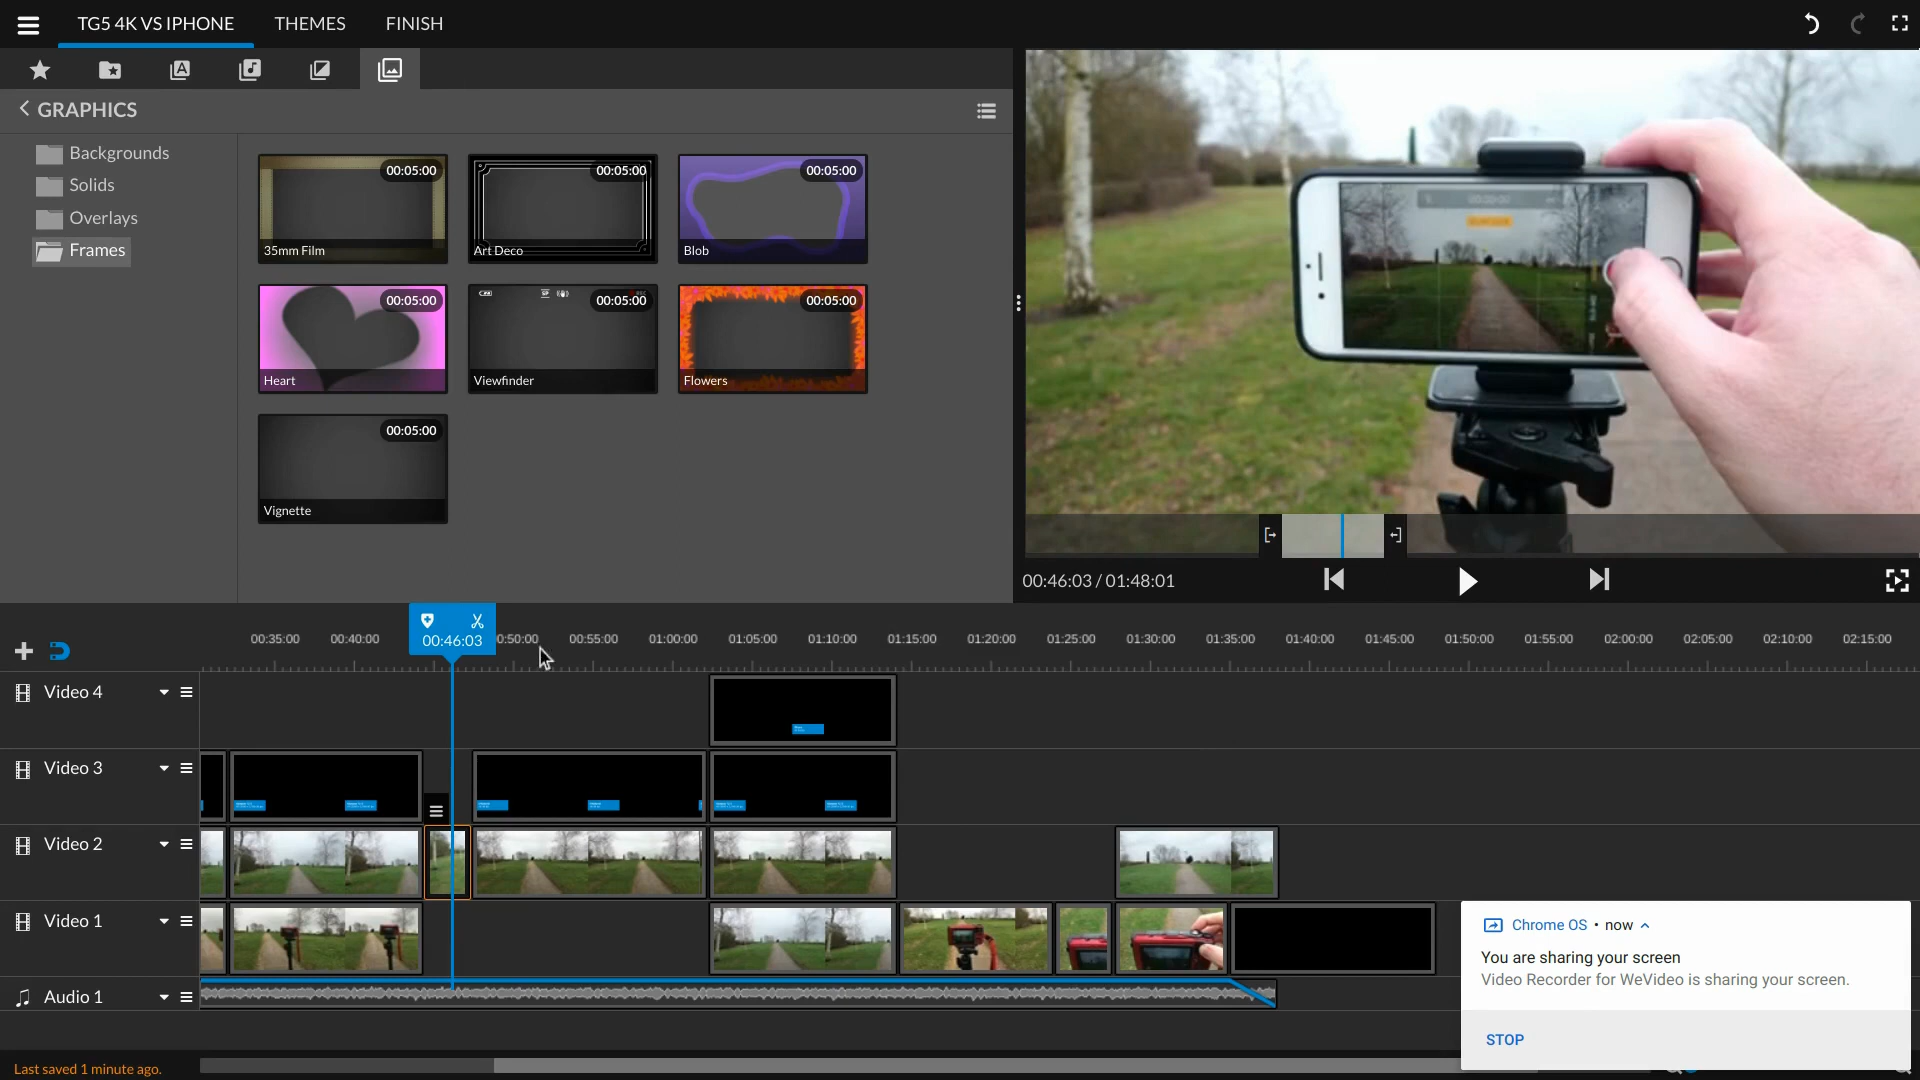 TG5 4K VS IPHONE
THEMES
FINISH
GRAPHICS
Backgrounds
Solids
Overlays
Frames
00:05:00
35mm Film
00:05:00
Art Deco
00:05:00
Blob
00:05:00
Heart
00:05:00
Viewfinder
00:05:00
Flowers
00:05:00
Vignette
00:46:03 / 01:48:01
00:46:03
00:35:00 00:40:00 0:50:00 00:55:00 01:00:00 01:05:00 01:10:00 01:15:00 01:20:00 01:25:00 01:30:00 01:35:00 01:40:00 01:45:00 01:50:00 01:55:00 02:00:00 02:05:00 02:10:00 02:15:00
Video 4
Video 3
Video 2
Video 1
Audio 1
Chrome OS • now
You are sharing your screen
Video Recorder for WeVideo is sharing your screen.
STOP
Last saved 1 minute ago.